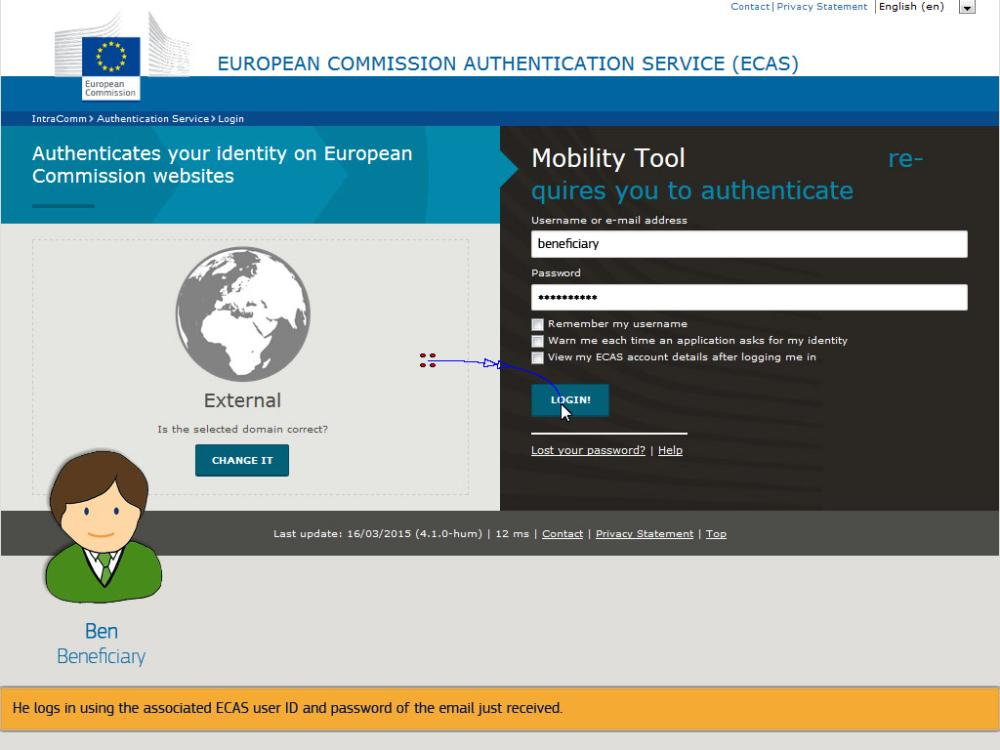 Contact | Privacy Statement | English (en)
EUROPEAN COMMISSION AUTHENTICATION SERVICE (ECAS)
European
Commission
IntraComm > Authentication Service > Login
Authenticates your identity on European
Commission websites
Mobility Tool re-
quires you to authenticate
Username or e-mail address
beneficiary
Password
**********
Remember my username
Warn me each time an application asks for my identity
View my ECAS account details after logging me in
LOGIN!
Lost your password? | Help
External
Is the selected domain correct?
CHANGE IT
Last update: 16/03/2015 (4.1.0-hum) | 12 ms | Contact | Privacy Statement | Top
Ben
Beneficiary
He logs in using the associated ECAS user ID and password of the email just received.